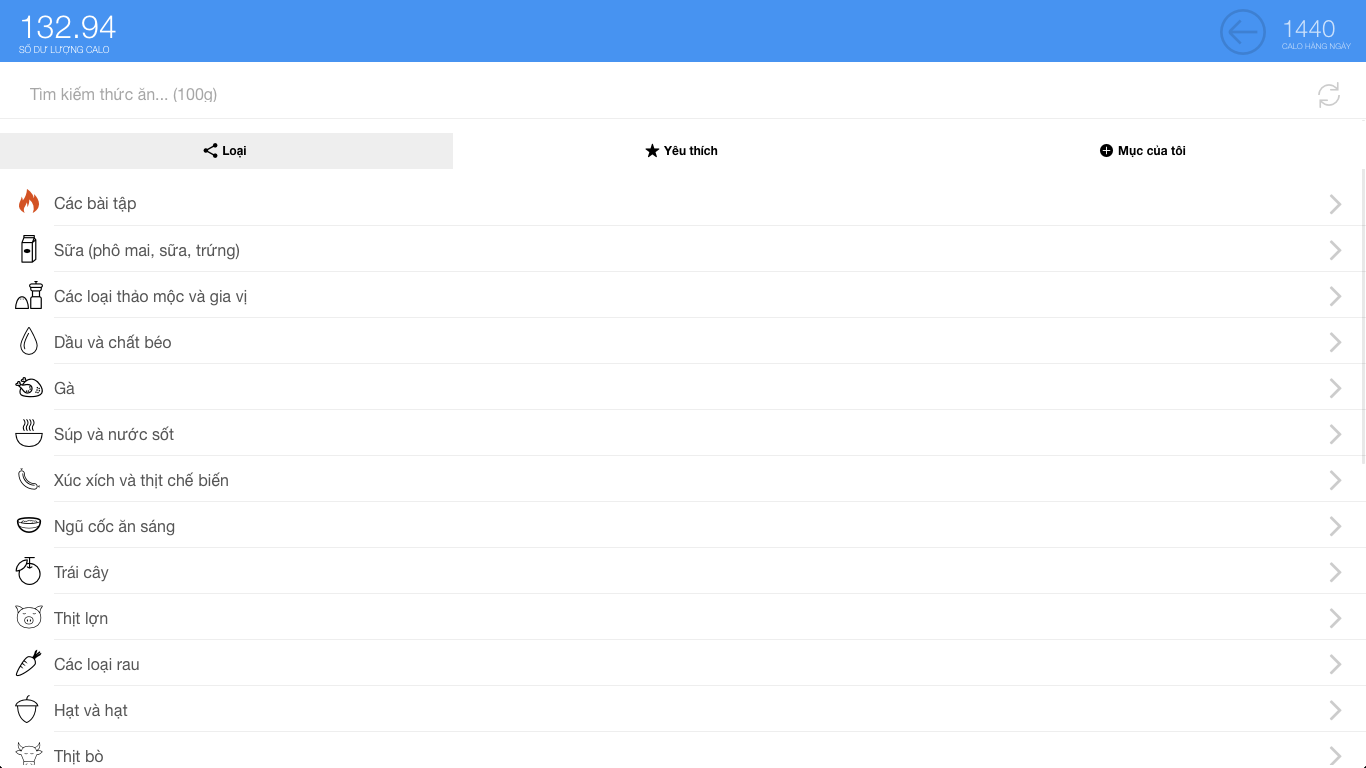 132.94
SỐ DƯ LƯỢNG CALO
1440
CALO HÀNG NGÀY
Tìm kiếm thức ăn... (100g)
Loại
Yêu thích
Mục của tôi
Các bài tập
Sữa (phô mai, sữa, trứng)
Các loại thảo mộc và gia vị
Dầu và chất béo
Gà
Súp và nước sốt
Xúc xích và thịt chế biến
Ngũ cốc ăn sáng
Trái cây
Thịt lợn
Các loại rau
Hạt và hạt
Thịt bò